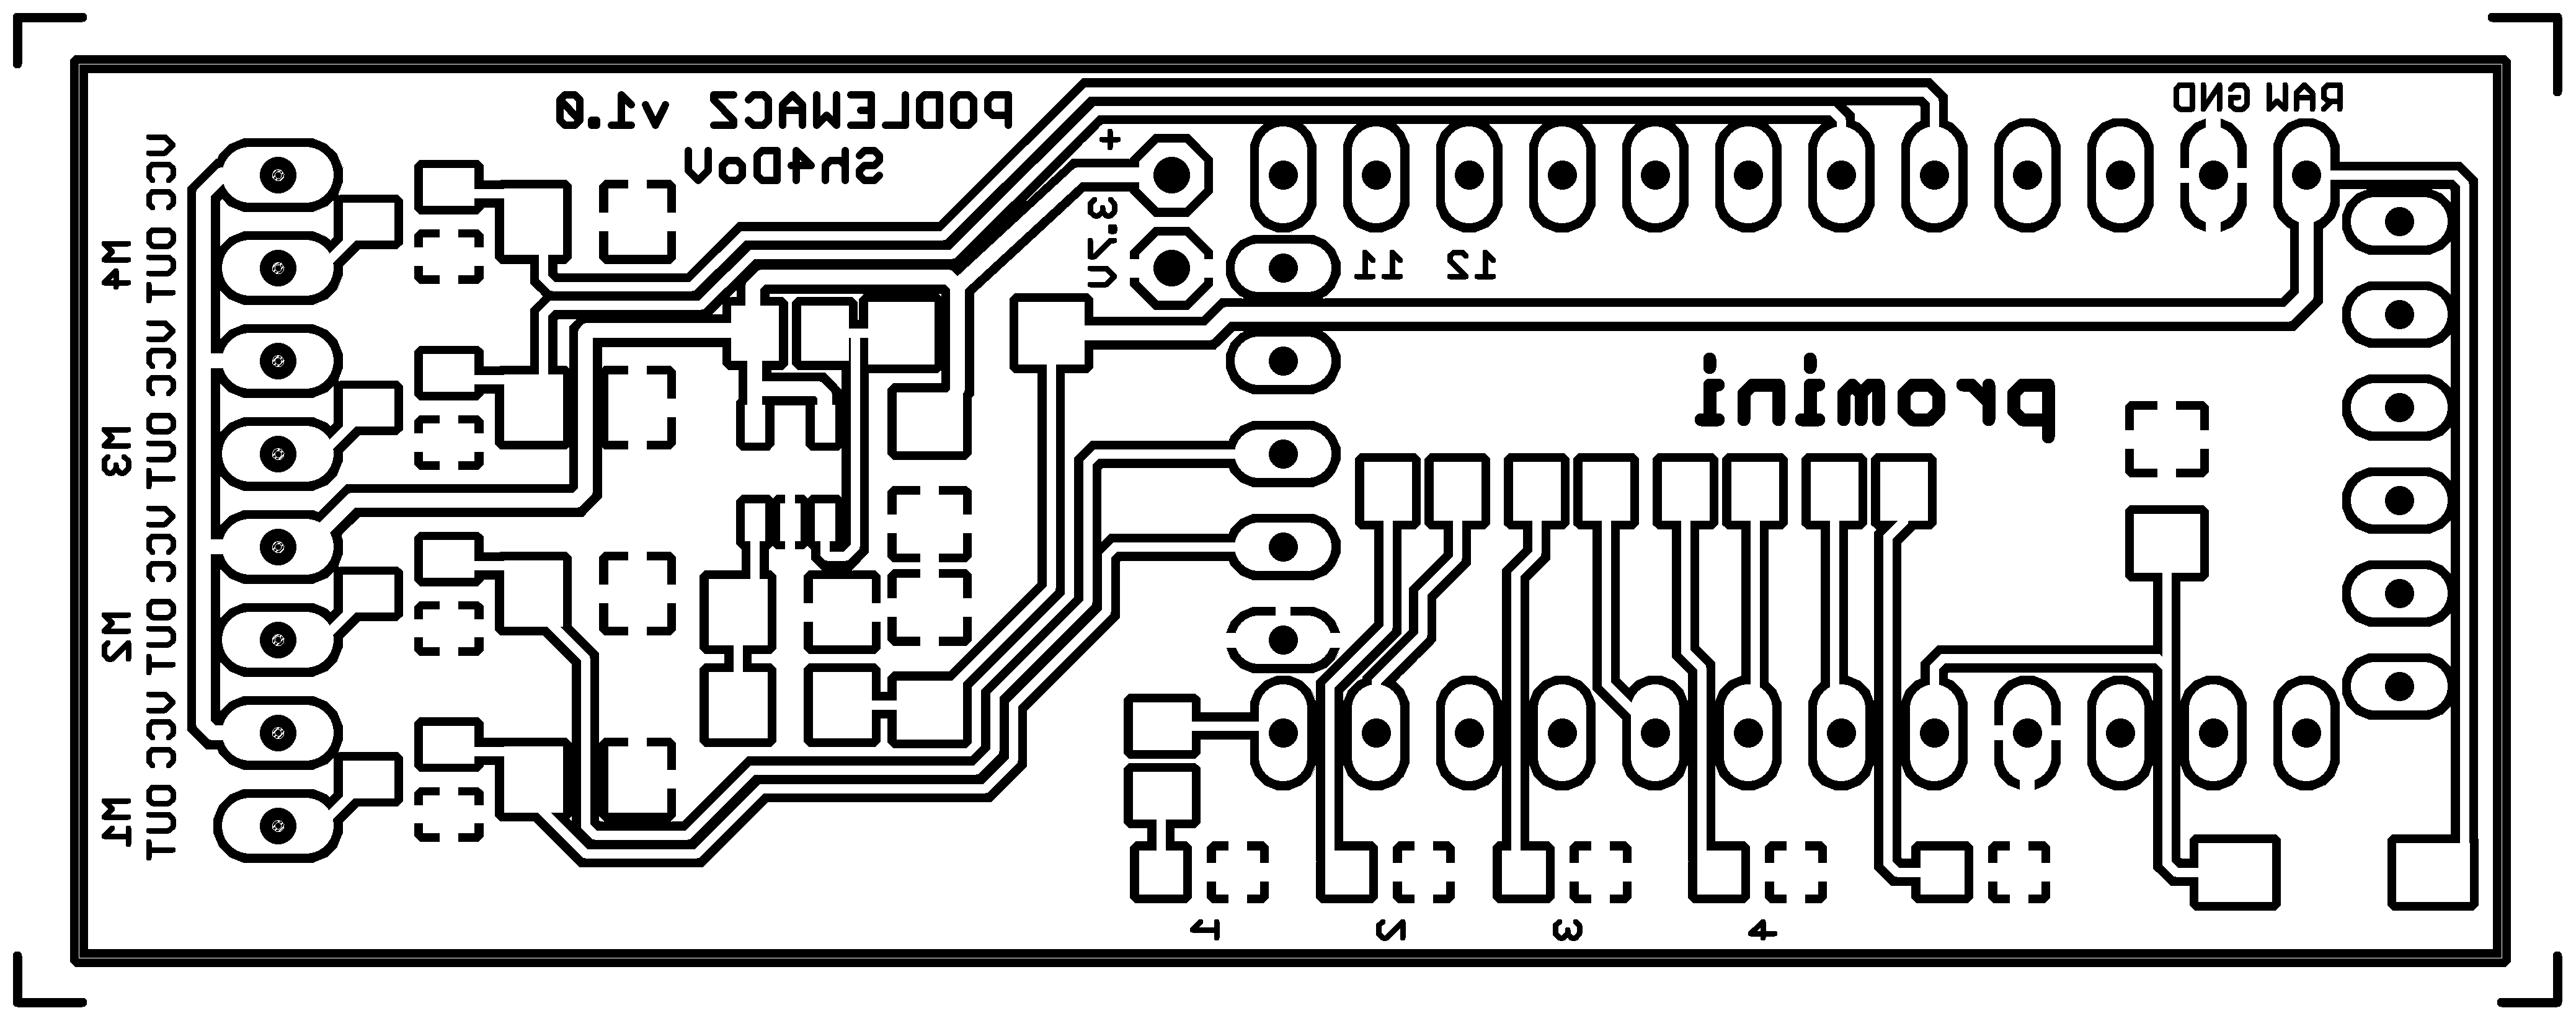 PODLEWACZ v1.0
Sh4DoV
RAW GND
+
3.7V
11 12
promini
VCC OUT VCC OUT VCC OUT VCC OUT
M4 M3 M2 M1
1 2 3 4